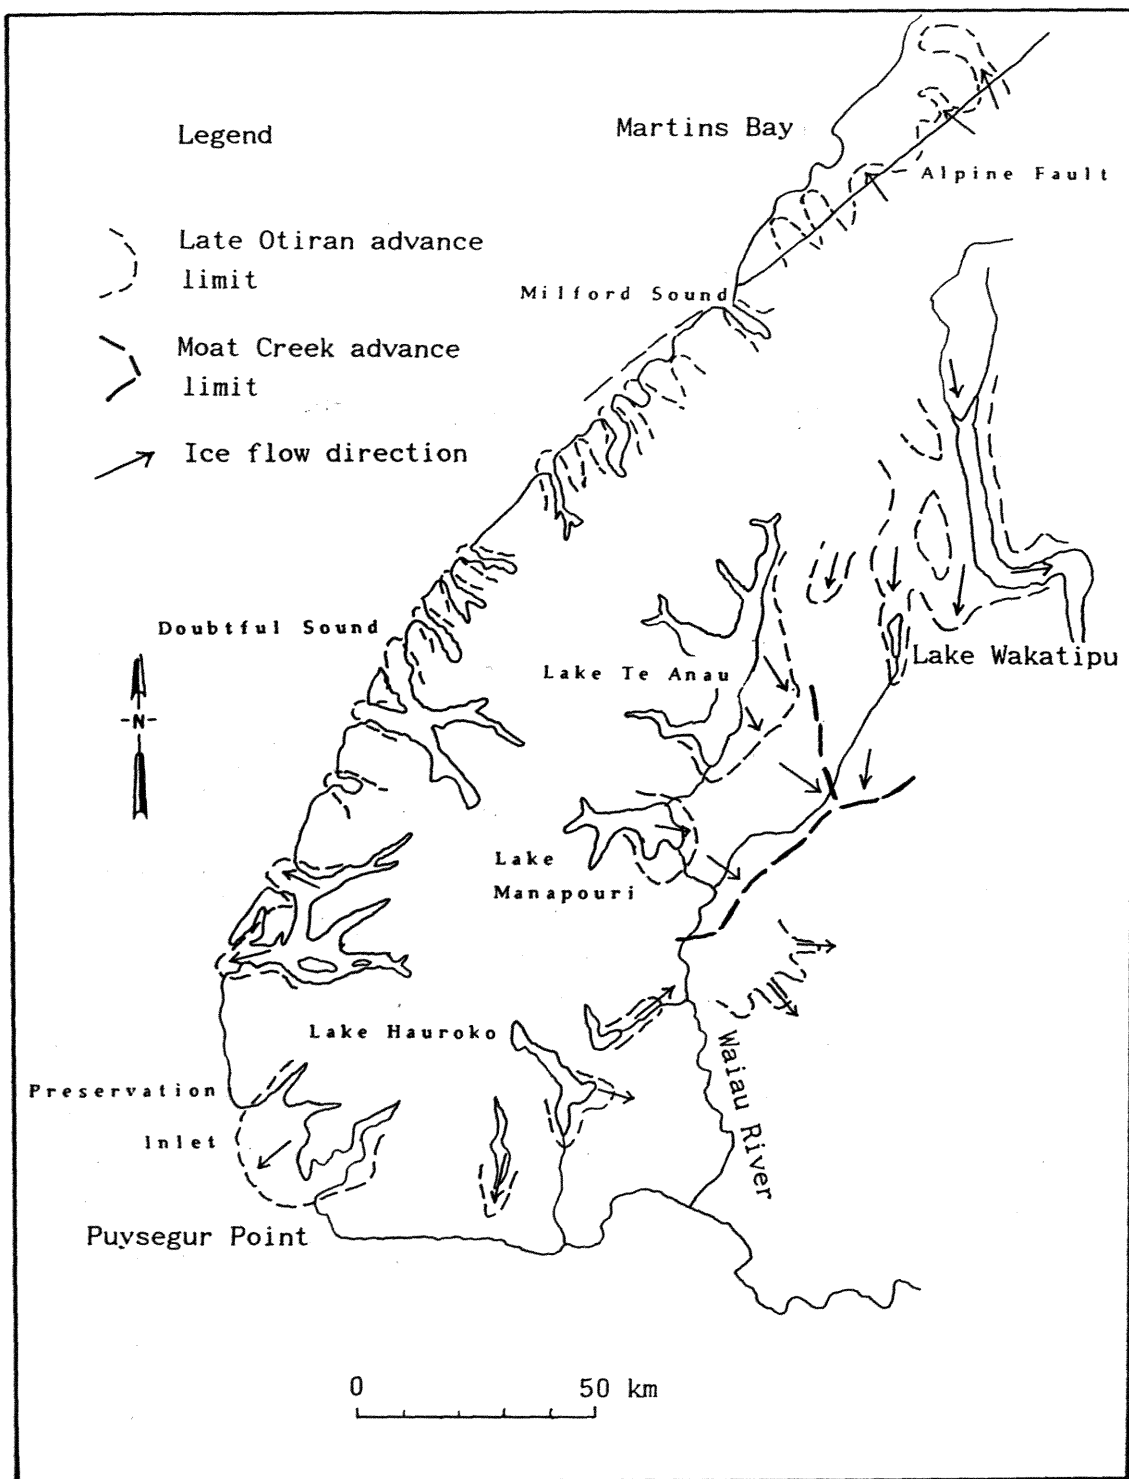 Legend
Late Otiran advance
limit
Moat Creek advance
limit
Ice flow direction
Martins Bay
Alpine Fault
Milford Sound
Doubtful Sound
-N-
Lake Te Anau
Lake Wakatipu
Lake
Manapouri
Lake Hauroko
Waiau River
Preservation
Inlet
Puysegur Point
0 50 km